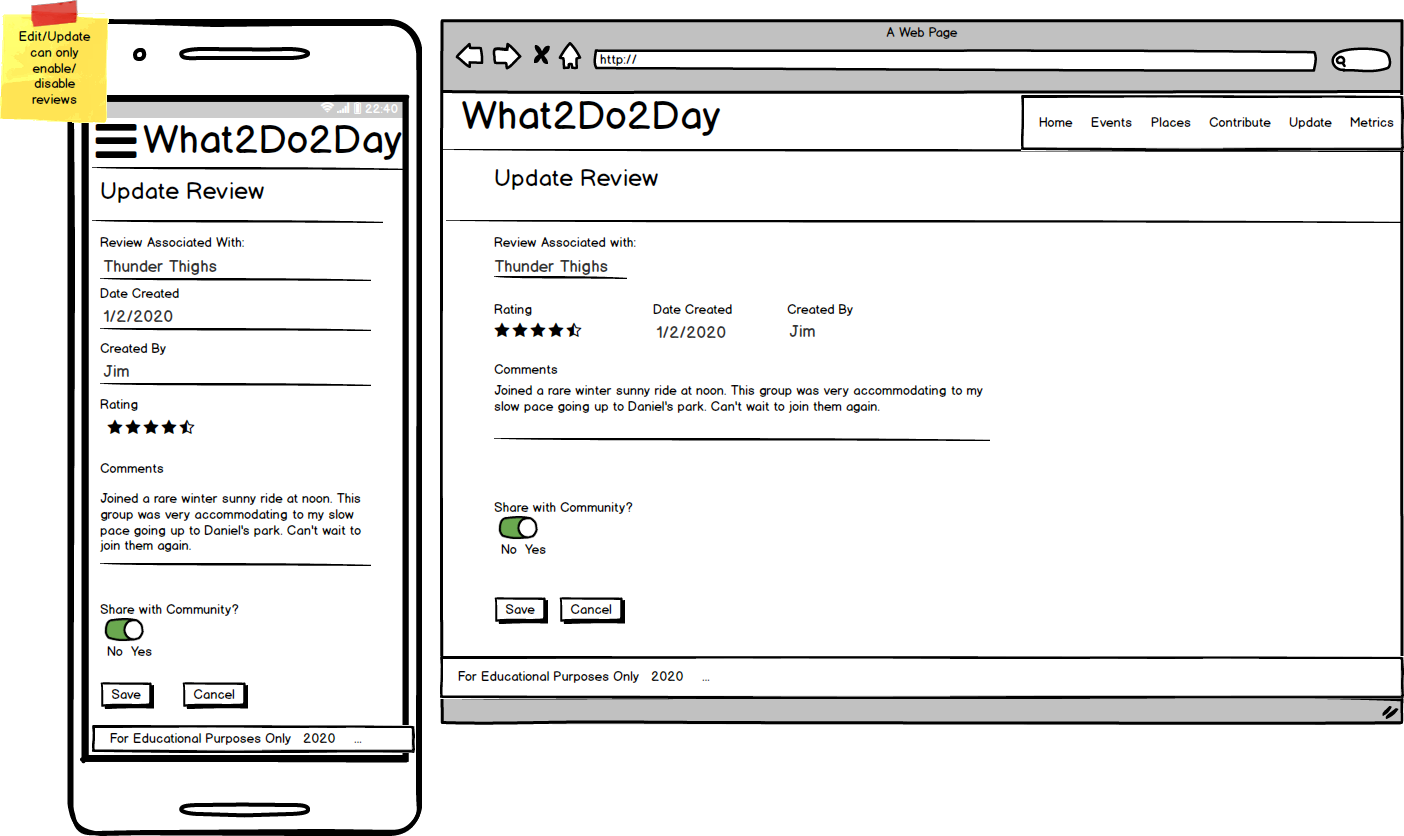 Edit/Update
can only
enable/
disable
reviews
22:40
What2Do2Day
Update Review
Review Associated With:
Thunder Thighs
Date Created
1/2/2020
Created By
Jim
Rating
Comments
Joined a rare winter sunny ride at noon. This
group was very accommodating to my slow
pace going up to Daniel's park. Can't wait to
join them again.
Share with Community?
No Yes
Save Cancel
For Educational Purposes Only 2020 ...
A Web Page
http://
What2Do2Day
Home Events Places Contribute Update Metrics
Update Review
Review Associated with:
Thunder Thighs
Rating Date Created Created By
1/2/2020 Jim
Comments
Joined a rare winter sunny ride at noon. This group was very accommodating to my
slow pace going up to Daniel's park. Can't wait to join them again.
Share with Community?
No Yes
Save Cancel
For Educational Purposes Only 2020 ...